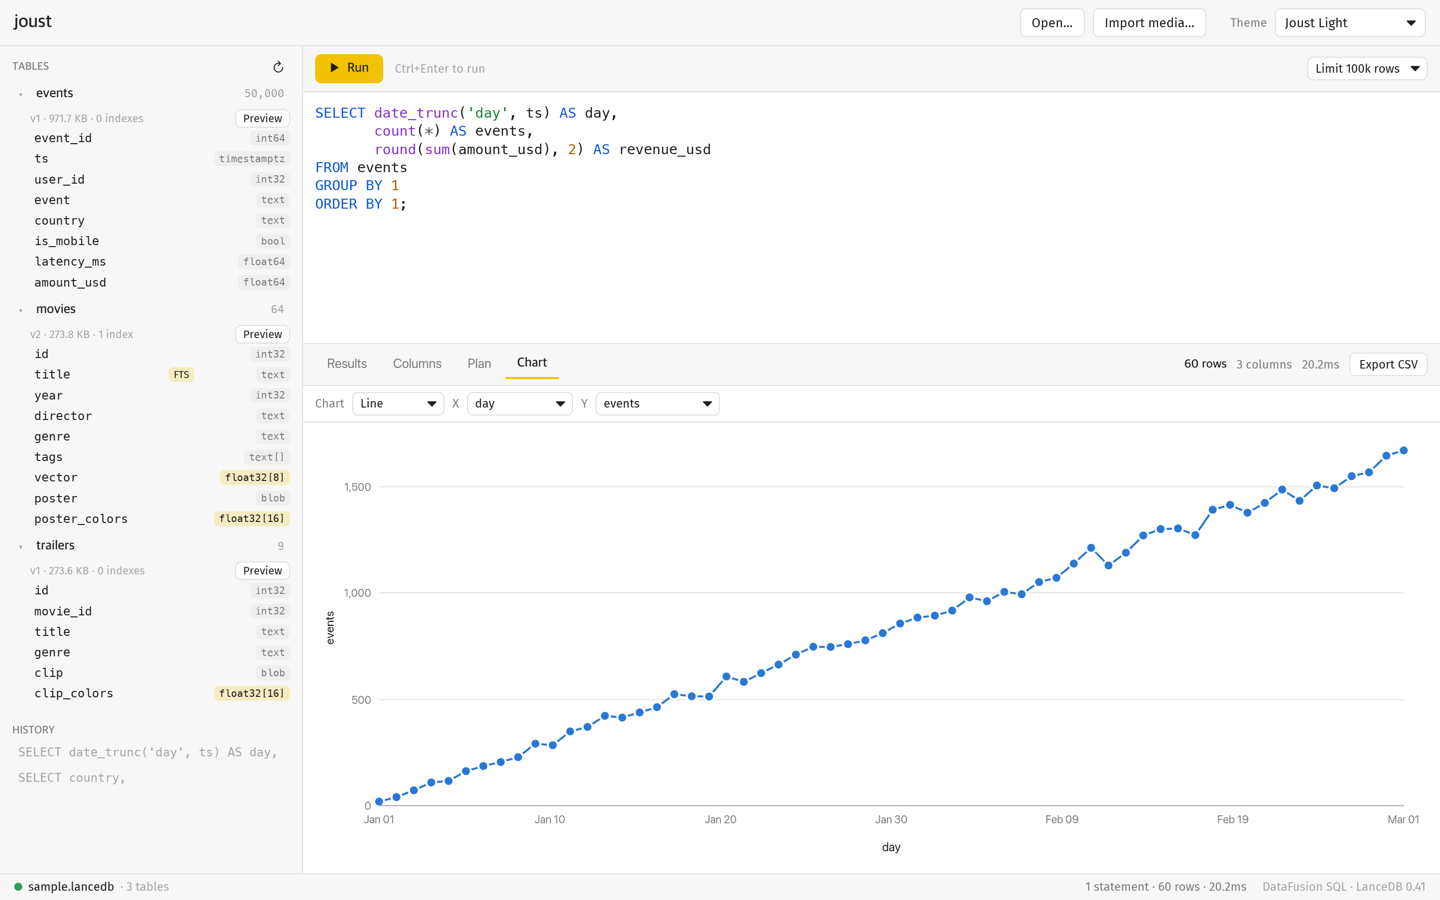 joust
Open...
Import media...
Theme
Joust Light
TABLES
events 50,000
v1 · 971.7 KB · 0 indexes Preview
event_id int64
ts timestamptz
user_id int32
event text
country text
is_mobile bool
latency_ms float64
amount_usd float64
movies 64
v2 · 273.8 KB · 1 index Preview
id int32
title FTS text
year int32
director text
genre text
tags text[]
vector float32[8]
poster blob
poster_colors float32[16]
trailers 9
v1 · 273.6 KB · 0 indexes Preview
id int32
movie_id int32
title text
genre text
clip blob
clip_colors float32[16]
HISTORY
SELECT date_trunc('day', ts) AS day,
SELECT country,
Run Ctrl+Enter to run
Limit 100k rows
SELECT date_trunc('day', ts) AS day,
count(*) AS events,
round(sum(amount_usd), 2) AS revenue_usd
FROM events
GROUP BY 1
ORDER BY 1;
Results Columns Plan Chart
60 rows 3 columns 20.2ms Export CSV
Chart Line X day Y events
1,500
1,000
500
0
events
Jan 01 Jan 10 Jan 20 Jan 30 Feb 09 Feb 19 Mar 01
day
sample.lancedb · 3 tables
1 statement · 60 rows · 20.2ms DataFusion SQL · LanceDB 0.41